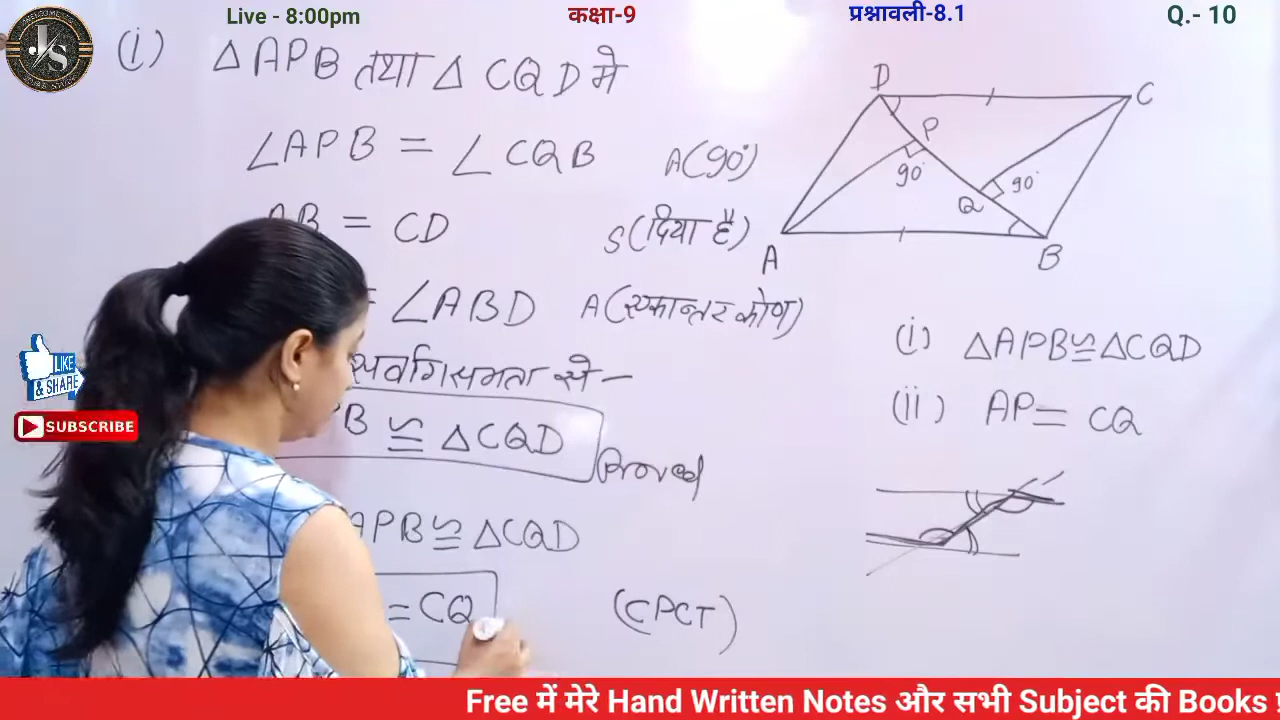 Live - 8:00pm
कक्षा-9
प्रश्नावली-8.1
Q.- 10
(i) △APB तथा △CQD मे
∠APB = ∠CQB A(90°)
AB = CD S(दिया है)
= ∠ABD A(एकान्तर कोण)
सर्वांगसमता से –
PB ≅ △CQD
Proved
APB ≅ △CQD
= CQ (CPCT)
D
C
P
90°
Q
90°
A
B
(i) △APB ≅ △CQD
(ii) AP = CQ
LIKE
& SHARE
SUBSCRIBE
Free में मेरे Hand Written Notes और सभी Subject की Books